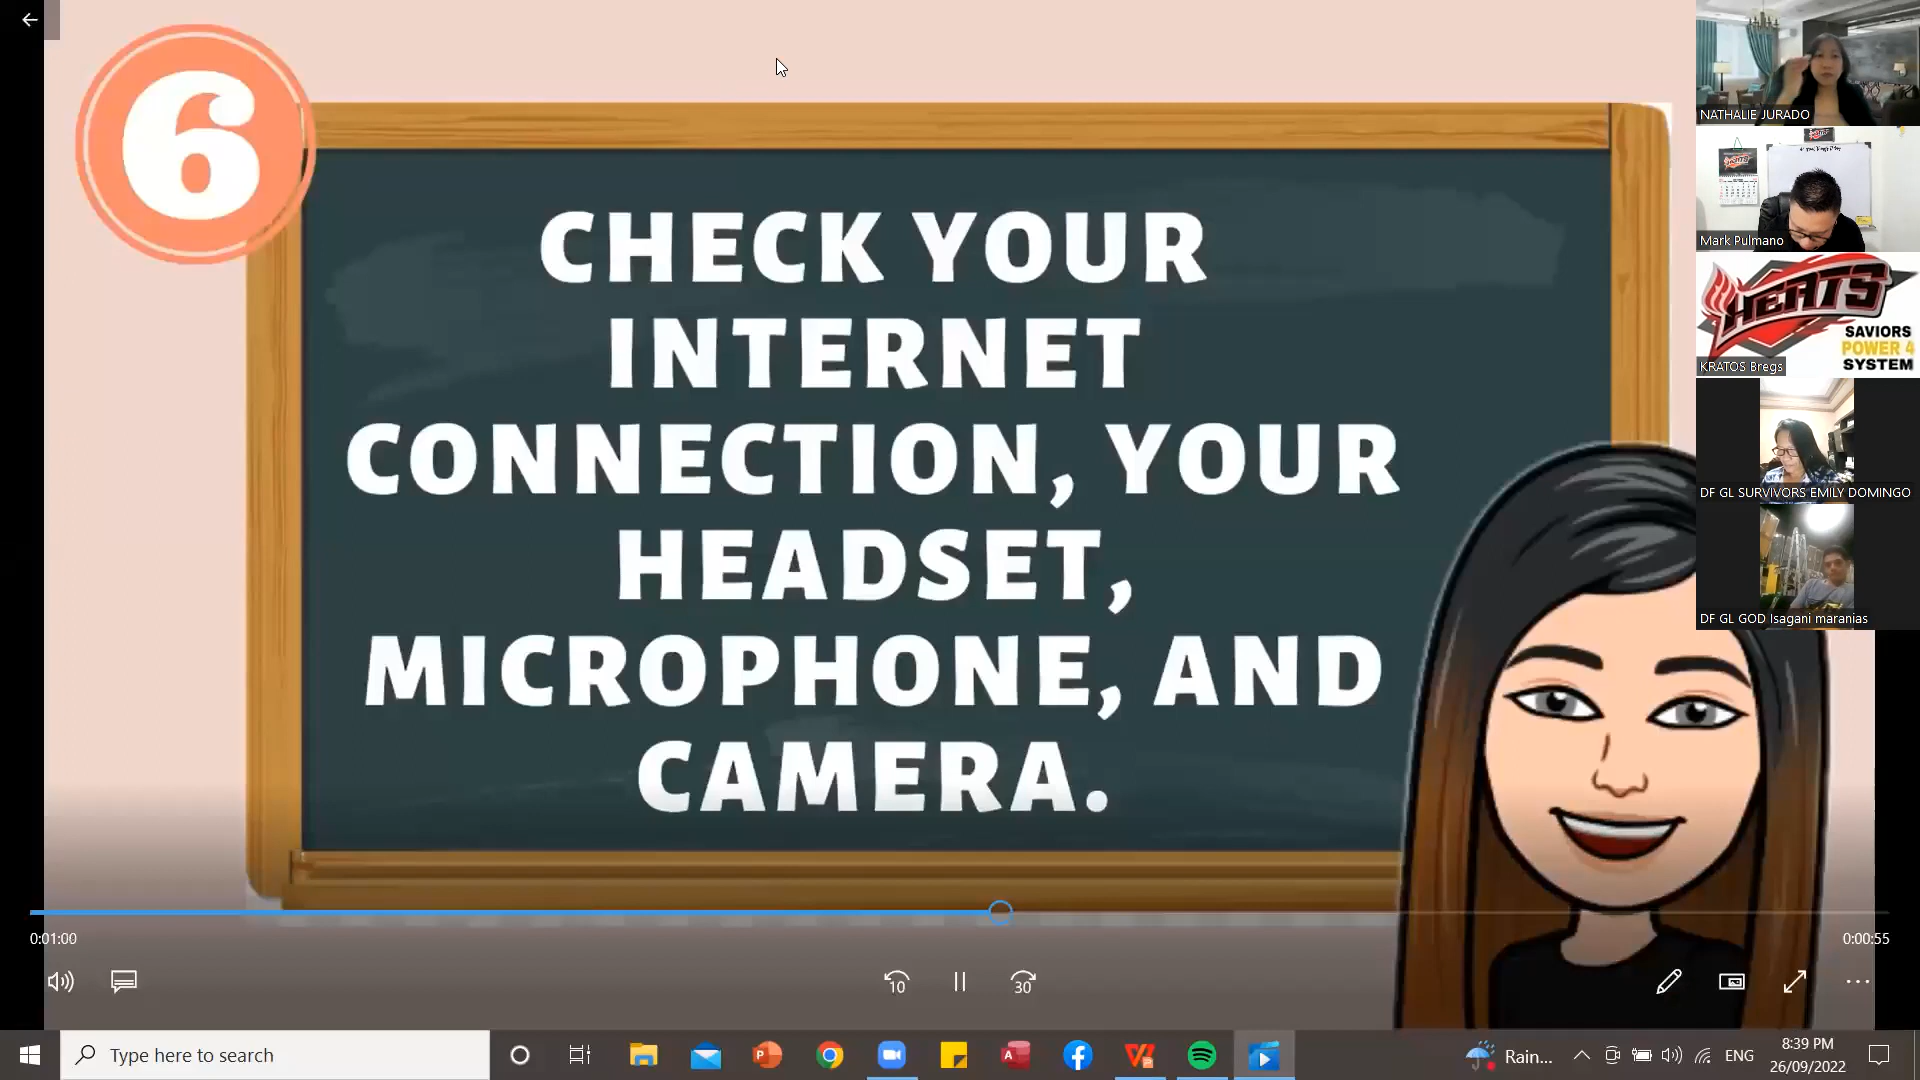 6
CHECK YOUR
INTERNET
CONNECTION, YOUR
HEADSET,
MICROPHONE, AND
CAMERA.
NATHALIE JURADO
Mark Pulmano
HEATS
SAVIORS
POWER 4
SYSTEM
KRATOS Bregs
DF GL SURVIVORS EMILY DOMINGO
DF GL GOD Isagani maranias
0:01:00
0:00:55
10
30
Type here to search
Rain...
ENG
8:39 PM
26/09/2022